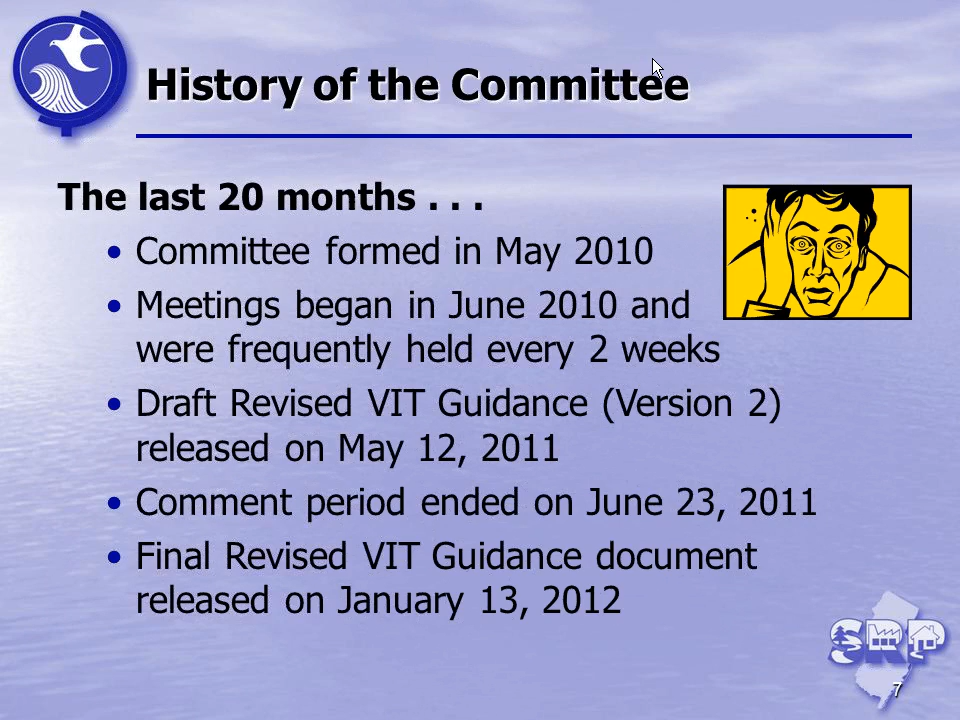 History of the Committee
The last 20 months . . .
• Committee formed in May 2010
• Meetings began in June 2010 and
were frequently held every 2 weeks
• Draft Revised VIT Guidance (Version 2)
released on May 12, 2011
• Comment period ended on June 23, 2011
• Final Revised VIT Guidance document
released on January 13, 2012
SRP
7